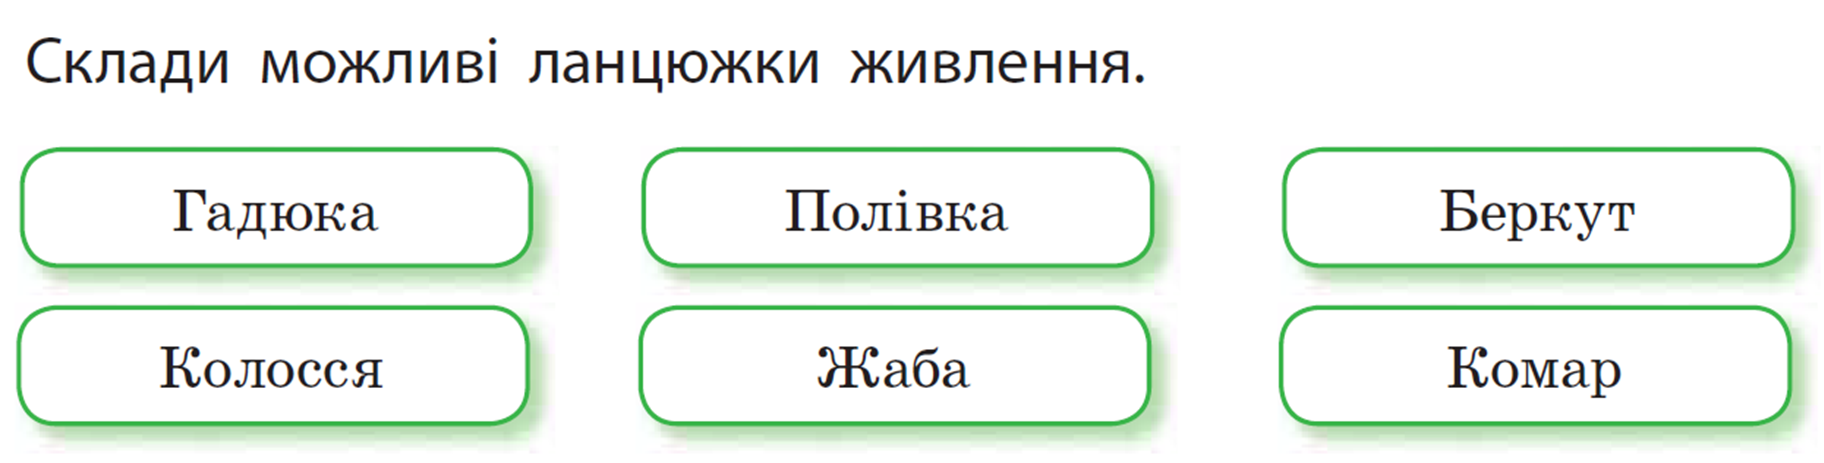 Склади можливі ланцюжки живлення.
Гадюка Полівка Беркут
Колосся Жаба Комар